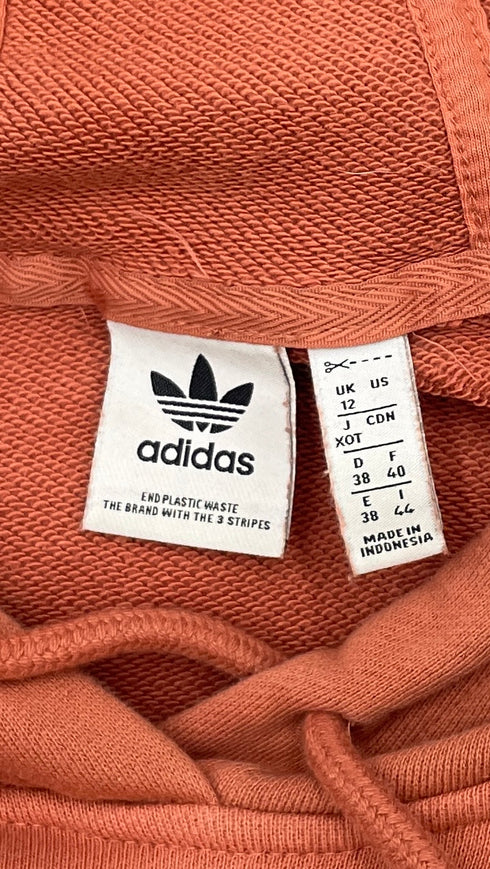 adidas
END PLASTIC WASTE
THE BRAND WITH THE 3 STRIPES
UK US
12
J CDN
XOT
D F
38 40
E I
38 44
MADE IN
INDONESIA